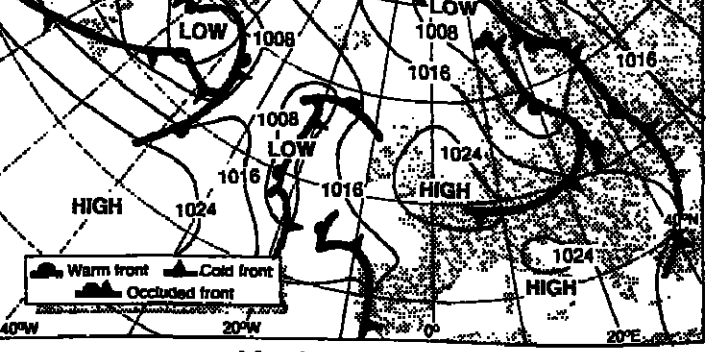 LOW
LOW
1008
1008
1016
1016
1008
LOW
1024
1016
1016
HIGH
HIGH
1024
40°N
1024
HIGH
Warm front Cold front
Occluded front
40°W 20°W 0° 20°E